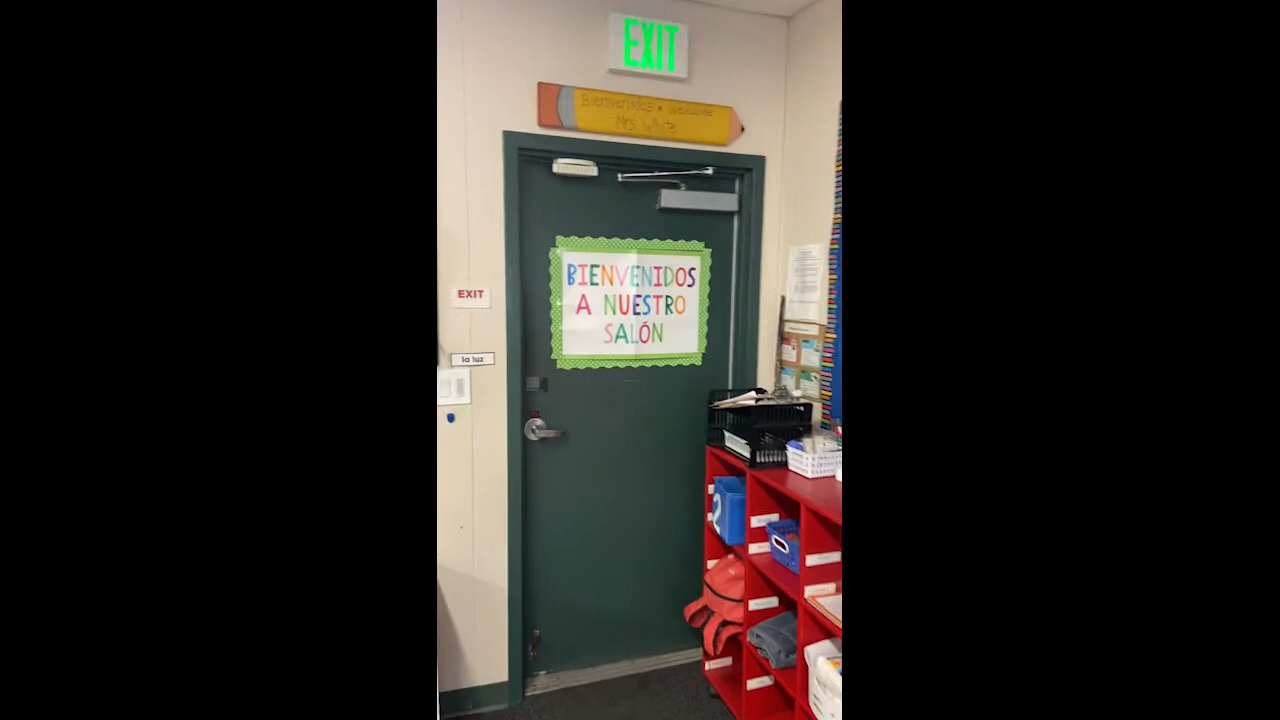 EXIT
Bienvenidos • Welcome
Mrs. White
BIENVENIDOS
A NUESTRO
SALÓN
EXIT
la luz
2